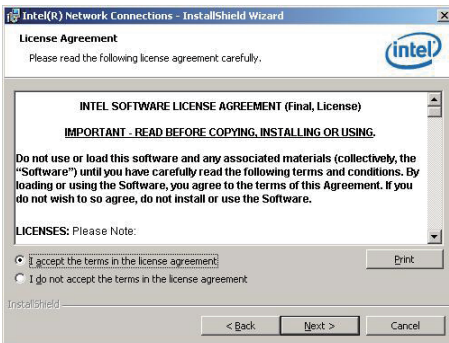 Intel(R) Network Connections - InstallShield Wizard
License Agreement
Please read the following license agreement carefully.
intel
INTEL SOFTWARE LICENSE AGREEMENT (Final, License)
IMPORTANT - READ BEFORE COPYING, INSTALLING OR USING.
Do not use or load this software and any associated materials (collectively, the
"Software") until you have carefully read the following terms and conditions. By
loading or using the Software, you agree to the terms of this Agreement. If you
do not wish to so agree, do not install or use the Software.
LICENSES: Please Note:
I accept the terms in the license agreement
Print
I do not accept the terms in the license agreement
InstallShield
< Back
Next >
Cancel